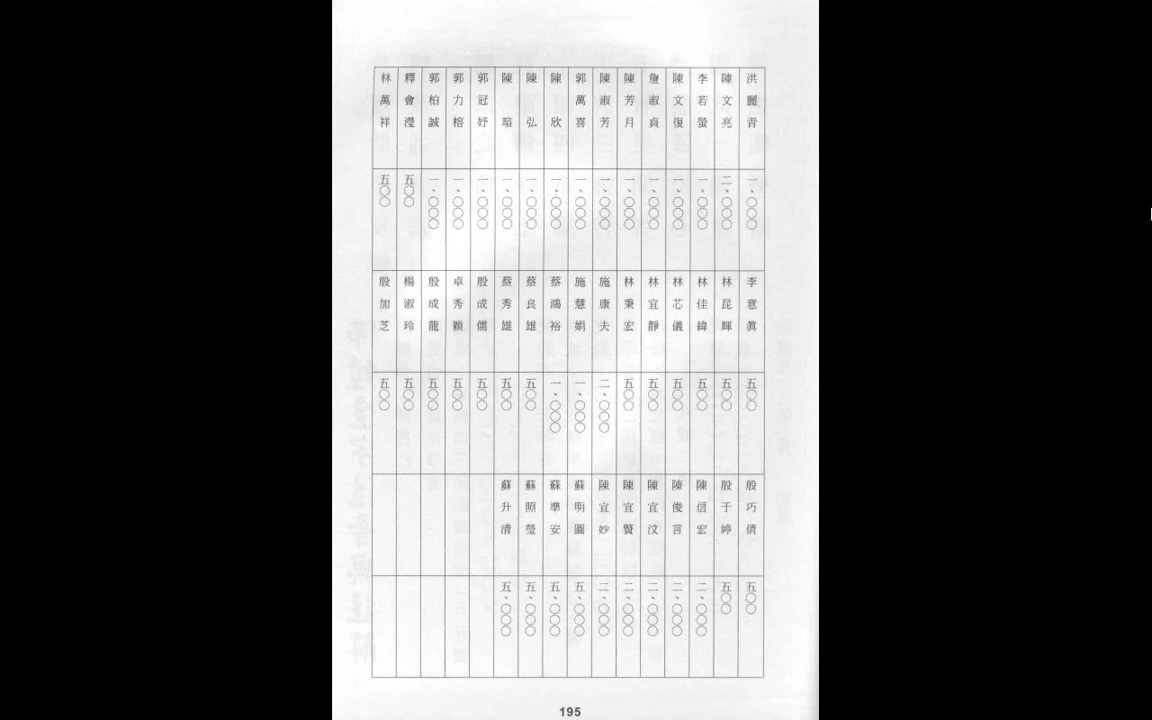 洪麗青 一、〇〇〇
陳文亮 二、〇〇〇
李若螢 一、〇〇〇
陳文復 一、〇〇〇
詹淑貞 一、〇〇〇
陳芳月 一、〇〇〇
陳淑芳 一、〇〇〇
郭萬喜 一、〇〇〇
陳欣 一、〇〇〇
陳弘 一、〇〇〇
陳瑨 一、〇〇〇
郭冠妤 一、〇〇〇
郭力榕 一、〇〇〇
郭柏誠 一、〇〇〇
釋會瀅 五〇〇
林萬祥 五〇〇
李意眞 五〇〇
林昆輝 五〇〇
林佳緯 五〇〇
林芯儀 五〇〇
林宜靜 五〇〇
林秉宏 五〇〇
施康夫 二、〇〇〇
施慧娟 一、〇〇〇
蔡鴻裕 一、〇〇〇
蔡良雄 五〇〇
蔡秀雄 五〇〇
殷成儒 五〇〇
卓秀穎 五〇〇
殷成龍 五〇〇
楊淑玲 五〇〇
殷加芝 五〇〇
殷巧倩 五〇〇
殷于婷 五〇〇
陳信宏 二、〇〇〇
陳俊言 二、〇〇〇
陳宜汶 二、〇〇〇
陳宜賢 二、〇〇〇
陳宜妙 二、〇〇〇
蘇明圖 五、〇〇〇
蘇準安 五、〇〇〇
蘇照瑩 五、〇〇〇
蘇升清 五、〇〇〇
195